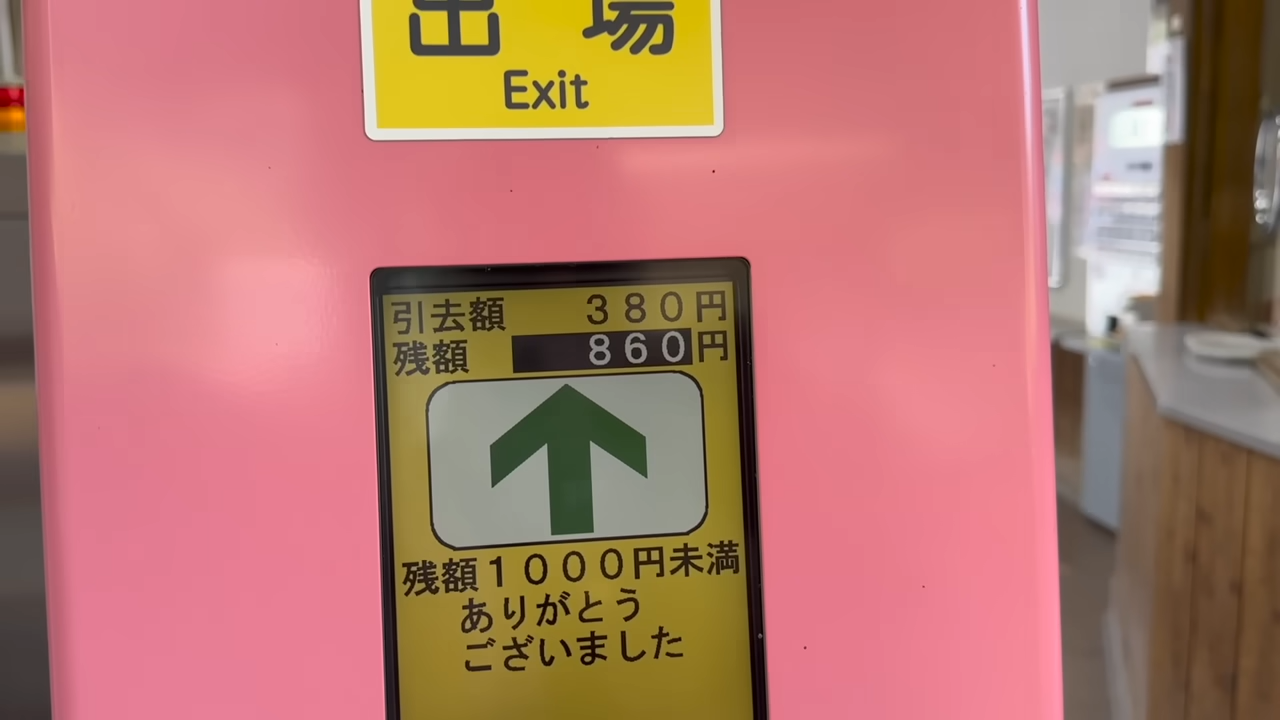 出場
Exit
引去額 380円
残額 860円
残額1000円未満
ありがとう
ございました